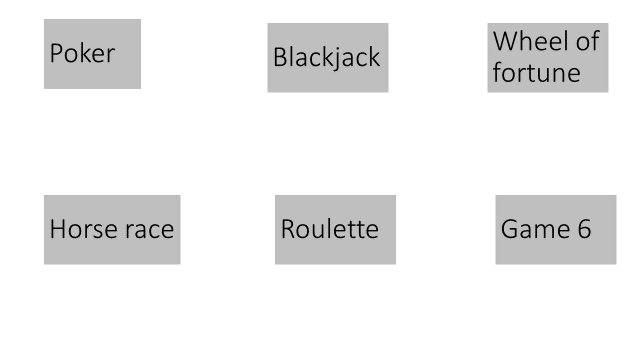 Poker
Blackjack
Wheel of
fortune
Horse race
Roulette
Game 6